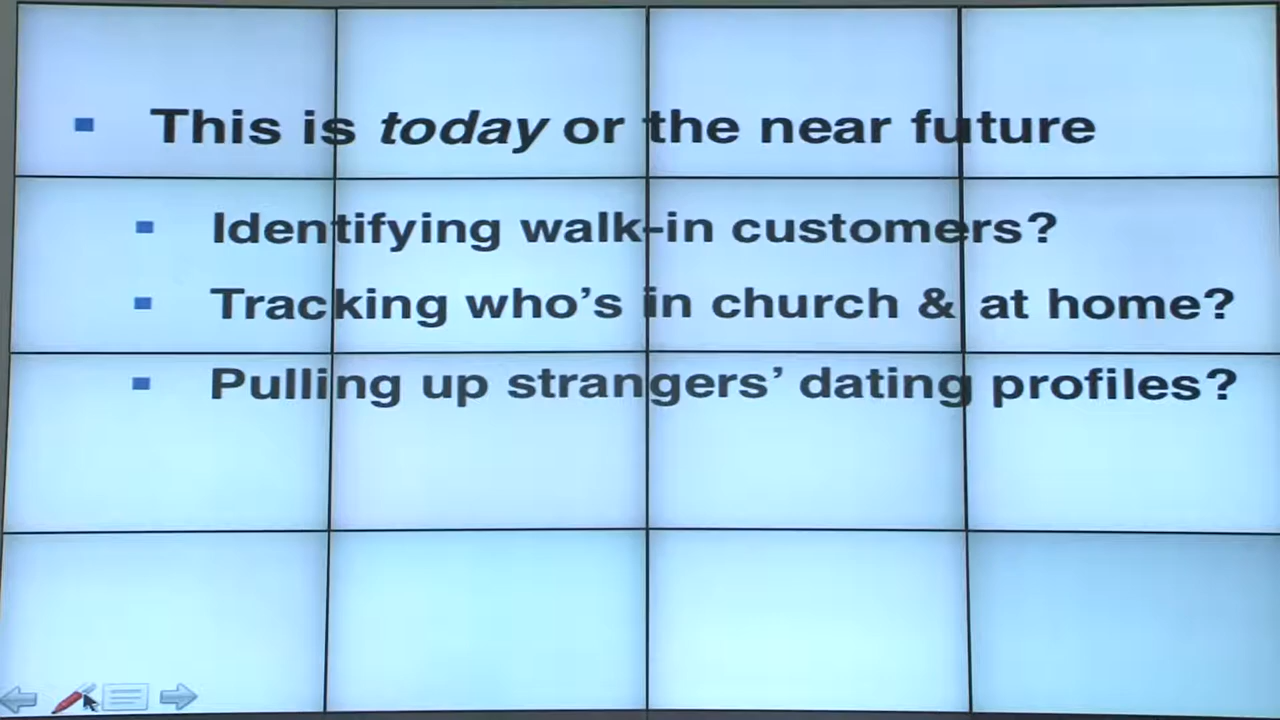 This is today or the near future
Identifying walk-in customers?
Tracking who's in church & at home?
Pulling up strangers' dating profiles?